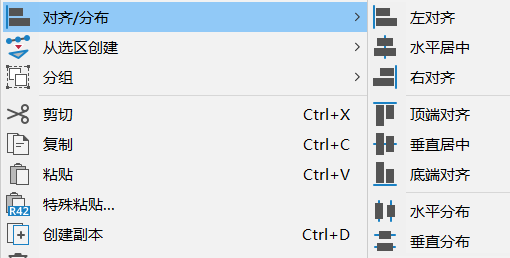 对齐/分布
从选区创建
分组
剪切 Ctrl+X
复制 Ctrl+C
粘贴 Ctrl+V
特殊粘贴...
R42
创建副本 Ctrl+D
左对齐
水平居中
右对齐
顶端对齐
垂直居中
底端对齐
水平分布
垂直分布